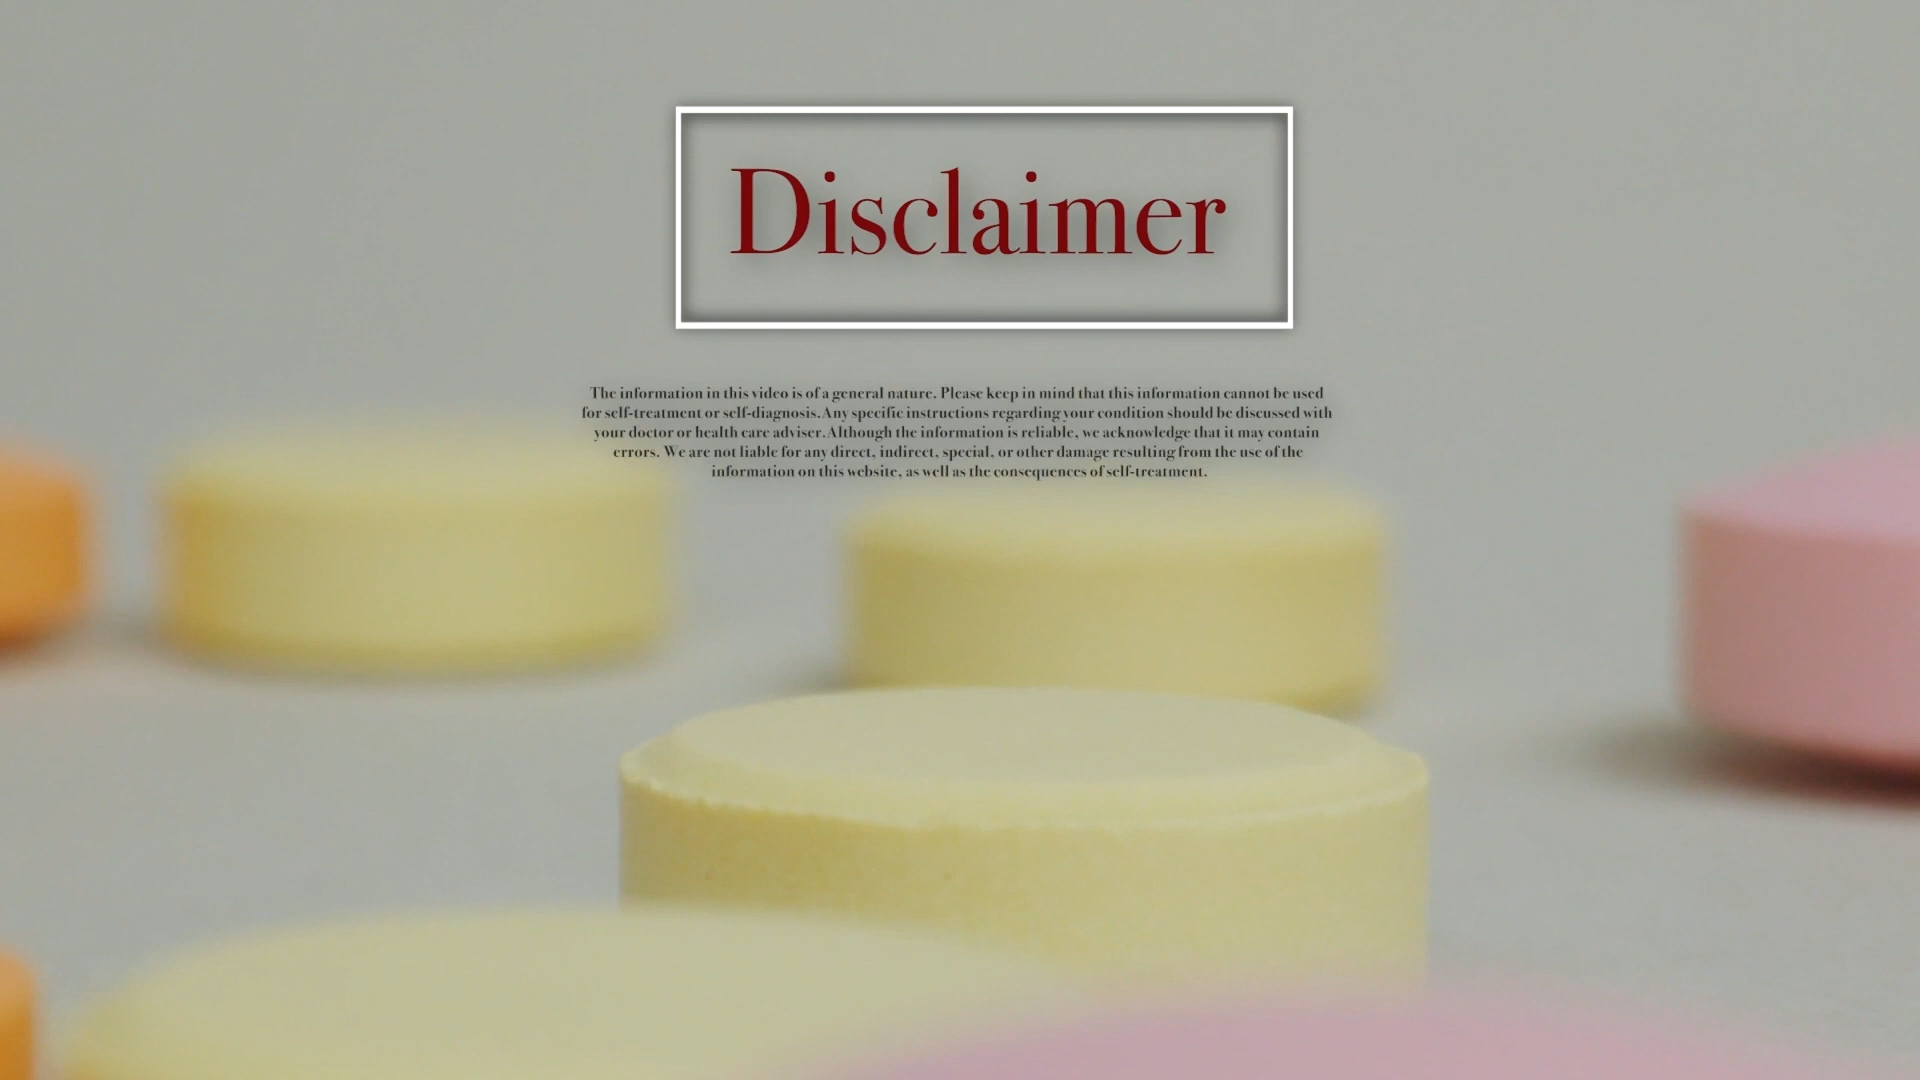 Disclaimer
The information in this video is of a general nature. Please keep in mind that this information cannot be used
for self-treatment or self-diagnosis.Any specific instructions regarding your condition should be discussed with
your doctor or health care adviser.Although the information is reliable, we acknowledge that it may contain
errors. We are not liable for any direct, indirect, special, or other damage resulting from the use of the
information on this website, as well as the consequences of self-treatment.